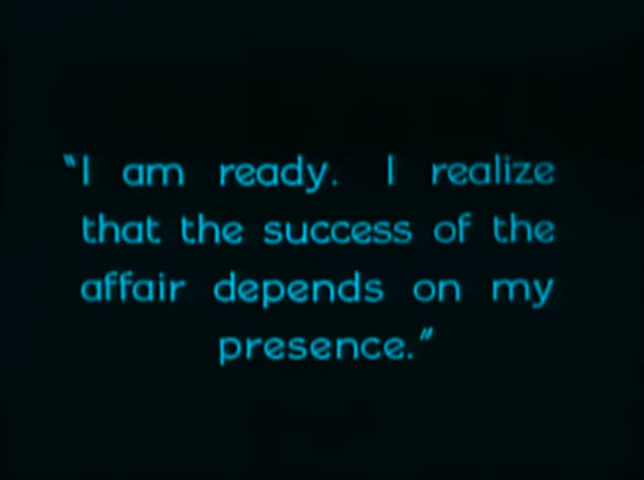 "I am ready. I realize
that the success of the
affair depends on my
presence."